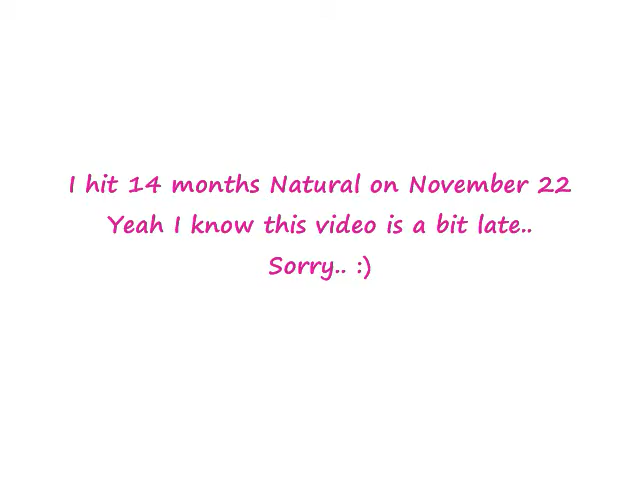 I hit 14 months Natural on November 22
Yeah I know this video is a bit late..
Sorry.. :)